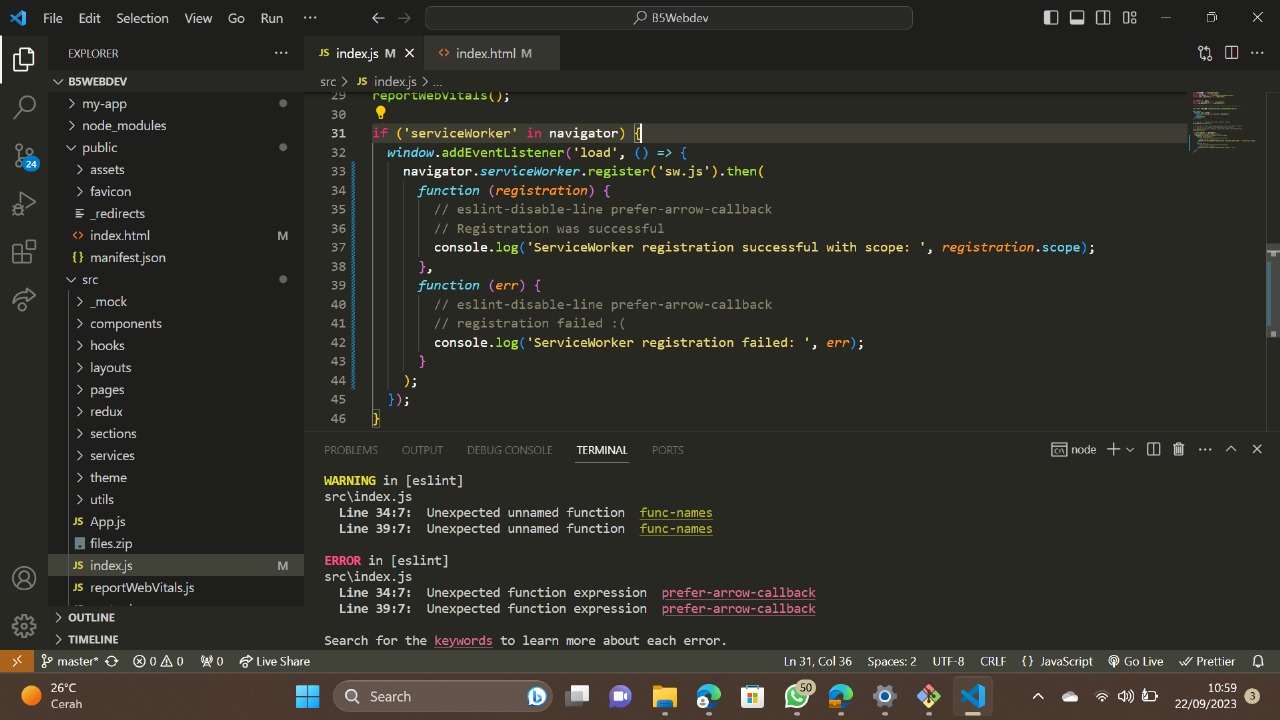 File Edit Selection View Go Run ··· B5Webdev
EXPLORER
B5WEBDEV
my-app
node_modules
public
assets
favicon
_redirects
index.html M
manifest.json
src
_mock
components
hooks
layouts
pages
redux
sections
services
theme
utils
App.js
files.zip
index.js M
reportWebVitals.js
OUTLINE
TIMELINE
24
JS index.js M
<> index.html M
src > JS index.js > ...
29 reportWebVitals();
30
31 if ('serviceWorker' in navigator) {
32 window.addEventListener('load', () => {
33 navigator.serviceWorker.register('sw.js').then(
34 function (registration) {
35 // eslint-disable-line prefer-arrow-callback
36 // Registration was successful
37 console.log('ServiceWorker registration successful with scope: ', registration.scope);
38 },
39 function (err) {
40 // eslint-disable-line prefer-arrow-callback
41 // registration failed :(
42 console.log('ServiceWorker registration failed: ', err);
43 }
44 );
45 });
46 }
PROBLEMS OUTPUT DEBUG CONSOLE TERMINAL PORTS node
WARNING in [eslint]
src\index.js
Line 34:7: Unexpected unnamed function func-names
Line 39:7: Unexpected unnamed function func-names
ERROR in [eslint]
src\index.js
Line 34:7: Unexpected function expression prefer-arrow-callback
Line 39:7: Unexpected function expression prefer-arrow-callback
Search for the keywords to learn more about each error.
master* 0 0 0 Live Share Ln 31, Col 36 Spaces: 2 UTF-8 CRLF {} JavaScript Go Live Prettier
26°C
Cerah
Search
50
10:59
22/09/2023
3